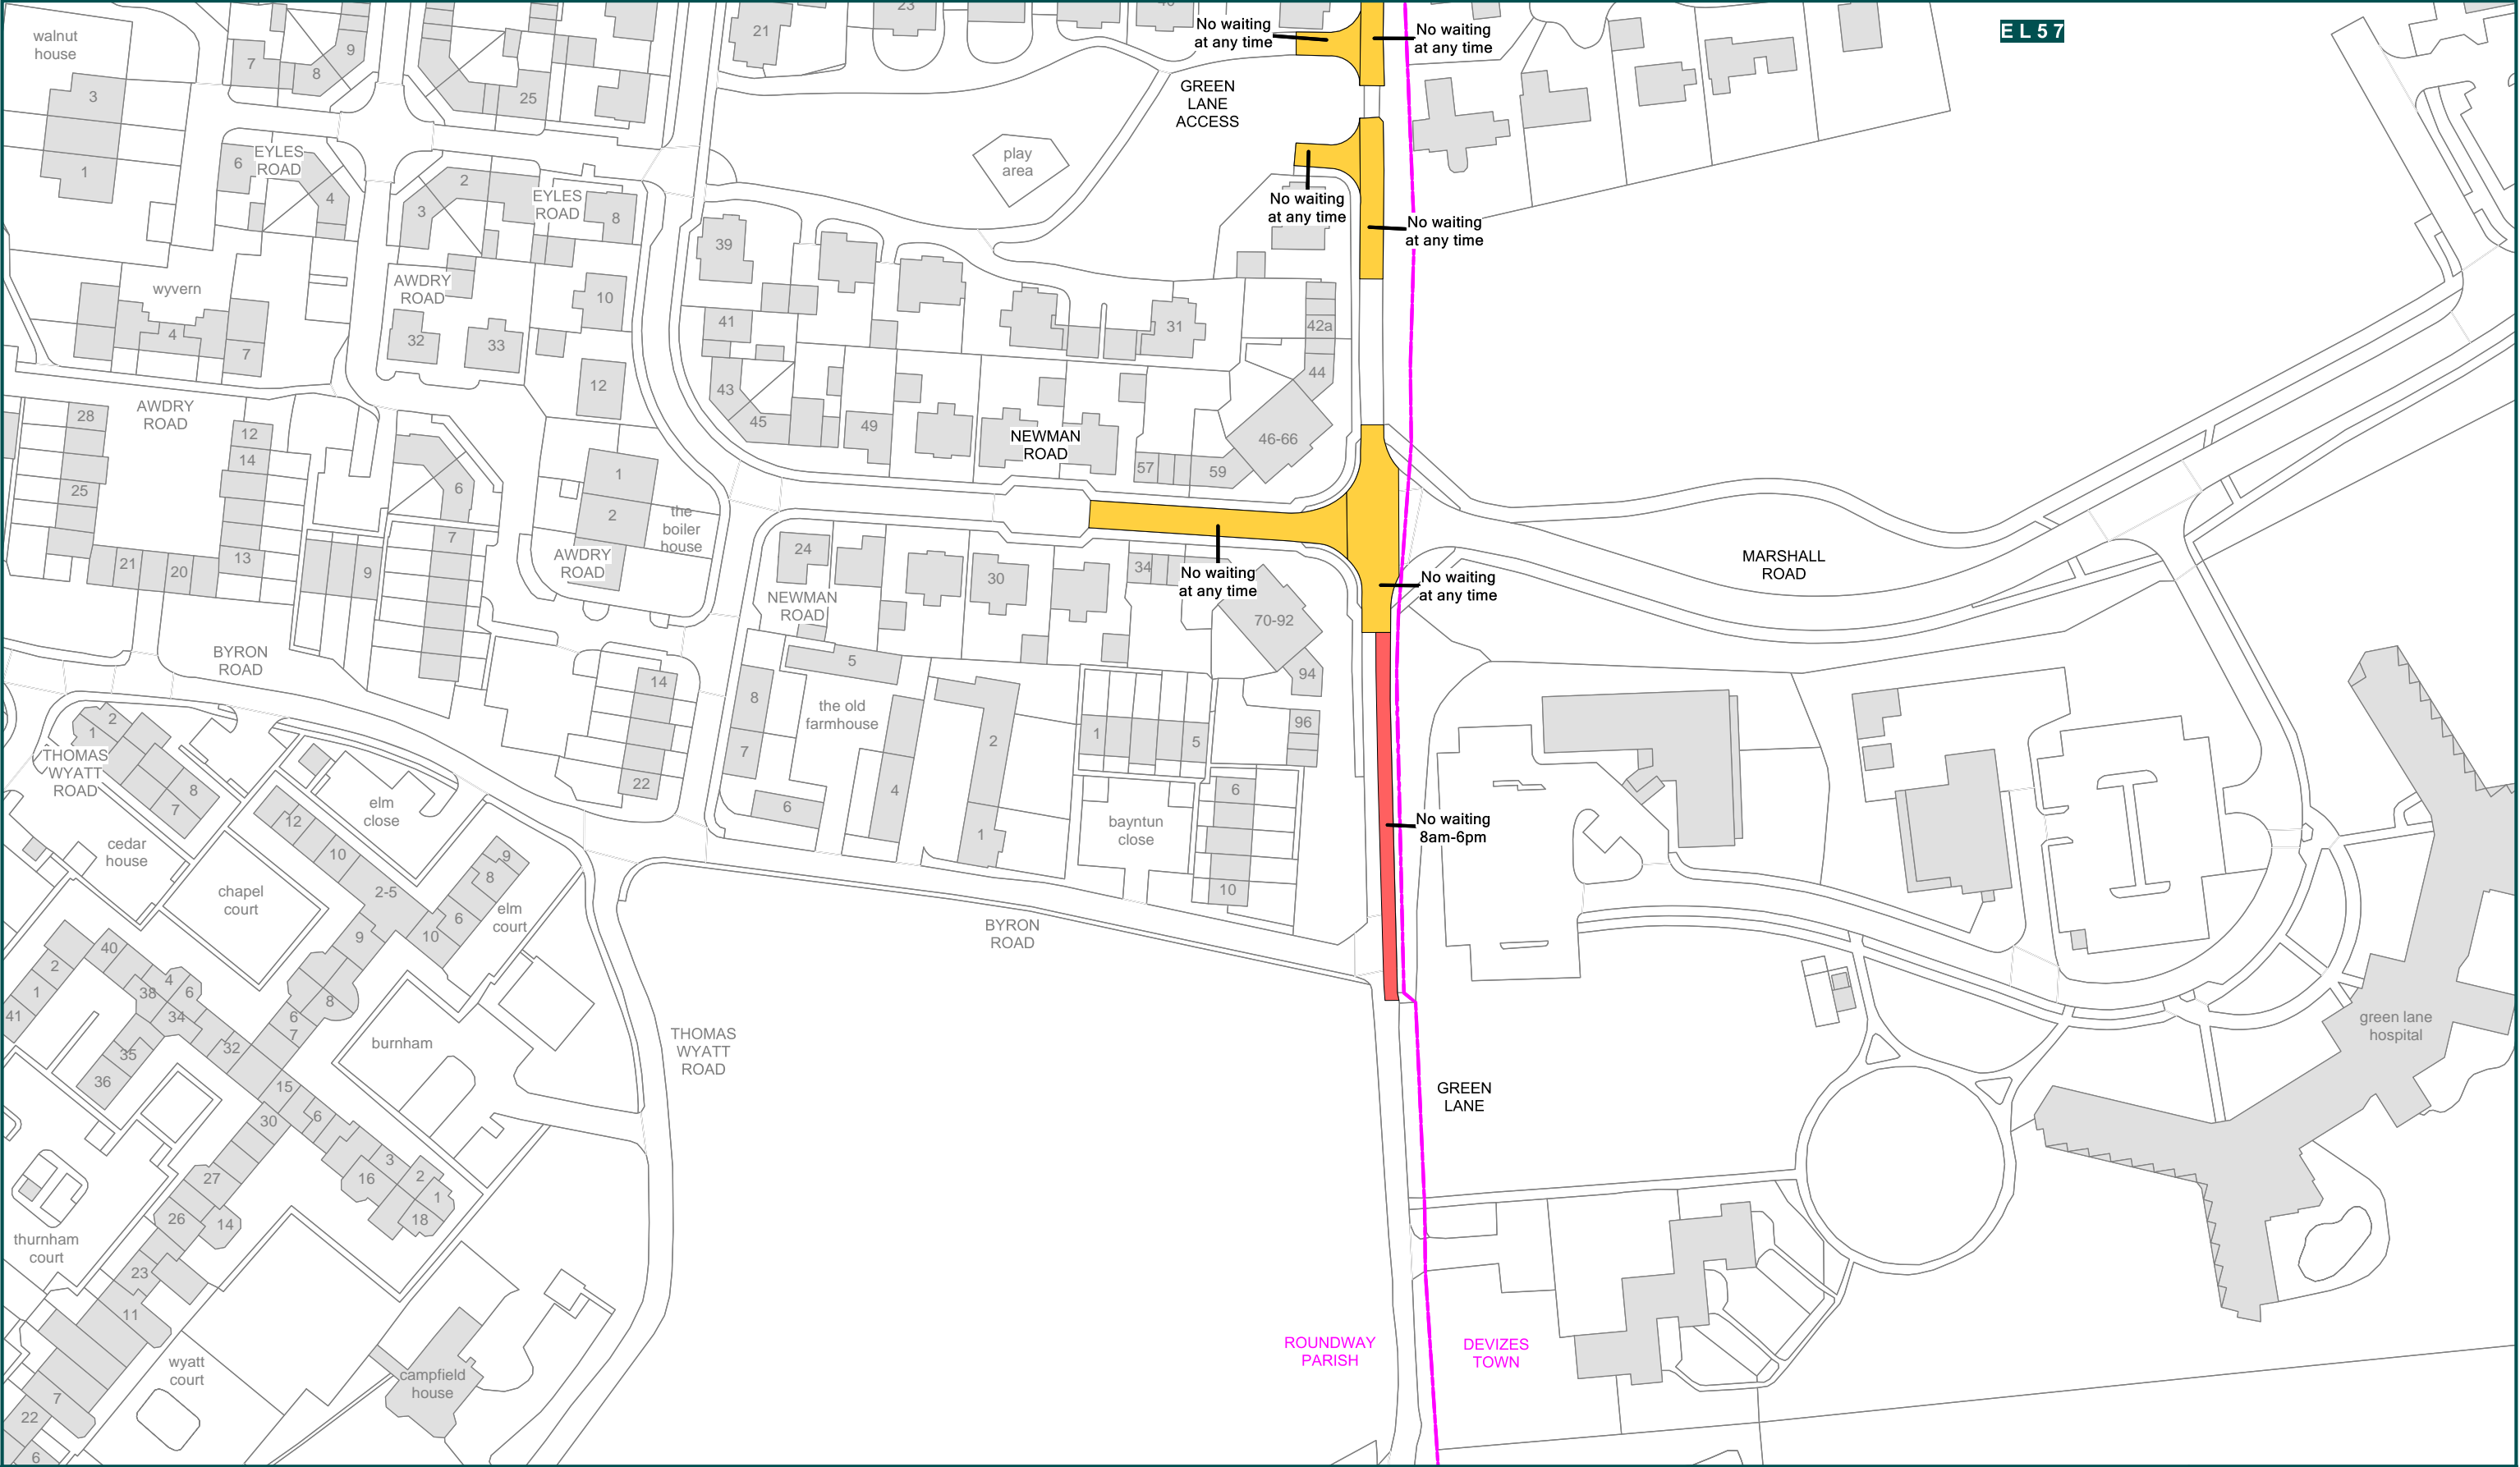 EL57
walnut
house
9
7
8
25
21
23
No waiting
at any time
No waiting
at any time
GREEN
LANE
ACCESS
3
1
6
EYLES
ROAD
4
2
3
EYLES
ROAD
8
play
area
No waiting
at any time
No waiting
at any time
39
wyvern
AWDRY
ROAD
10
4
7
32
33
41
31
42a
12
43
45
49
44
28
AWDRY
ROAD
12
14
25
6
1
2
the
boiler
house
NEWMAN
ROAD
57
59
46-66
13
21
20
9
7
AWDRY
ROAD
24
30
34
No waiting
at any time
No waiting
at any time
MARSHALL
ROAD
NEWMAN
ROAD
70-92
BYRON
ROAD
5
14
8
the old
farmhouse
94
96
2
1
7
2
1
5
THOMAS
WYATT
ROAD
8
7
22
6
4
6
elm
close
12
10
cedar
house
1
bayntun
close
No waiting
8am-6pm
9
8
2-5
chapel
court
6
elm
court
10
10
BYRON
ROAD
9
40
2
4
6
38
1
8
41
34
6
7
32
35
36
burnham
THOMAS
WYATT
ROAD
green lane
hospital
GREEN
LANE
15
6
30
3
2
27
16
1
26
14
18
thurnham
court
23
11
wyatt
court
campfield
house
7
22
6
ROUNDWAY
PARISH
DEVIZES
TOWN